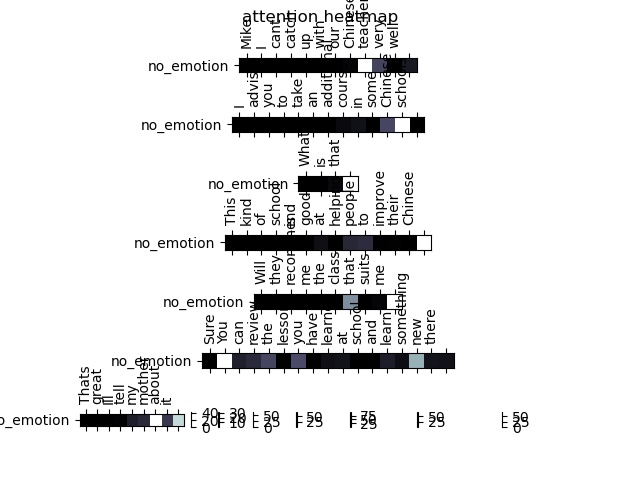 attention heatmap
Mike I cant catch up with our Chinese teacher very well
no_emotion
I advise you to take an additional course in some Chinese school
no_emotion
What is that
no_emotion
This kind of school is good at helping people to improve their Chinese
no_emotion
Will they recommend me the class that suits me
no_emotion
Sure You can review the lesson you have learn at school and learn something new there
no_emotion
Thats great Ill tell my mother about it
no_emotion
40 30 50 50 75 50 50
20 20 25 25 50 25 25
0 10 0 25 0